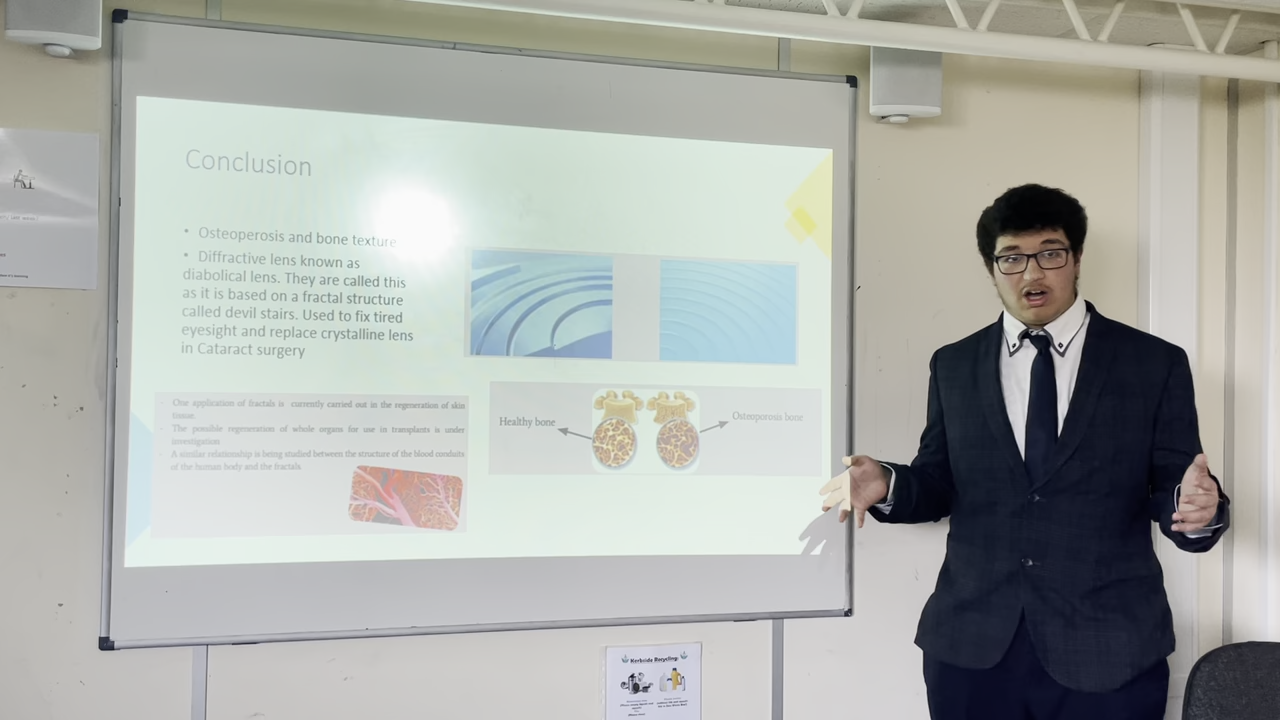 Conclusion
• Osteoperosis and bone texture
• Diffractive lens known as
diabolical lens. They are called this
as it is based on a fractal structure
called devil stairs. Used to fix tired
eyesight and replace crystalline lens
in Cataract surgery
- One application of fractals is currently carried out in the regeneration of skin
tissue.
- The possible regeneration of whole organs for use in transplants is under
investigation
- A similar relationship is being studied between the structure of the blood conduits
of the human body and the fractals.
Healthy bone
Osteoporous bone
Kerbside Recycling: